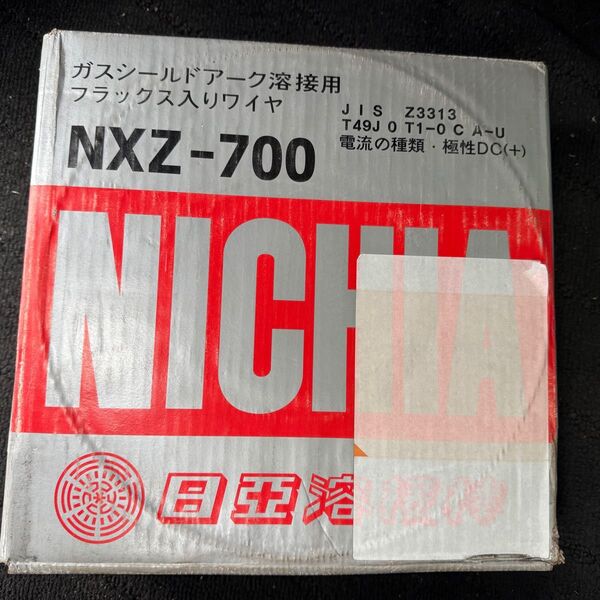 ガスシールドアーク溶接用
フラックス入りワイヤ
JIS Z3313
T49J 0 T1-0 C A-U
電流の種類・極性DC(+)
NXZ-700
NICHIA
日亜溶接棒